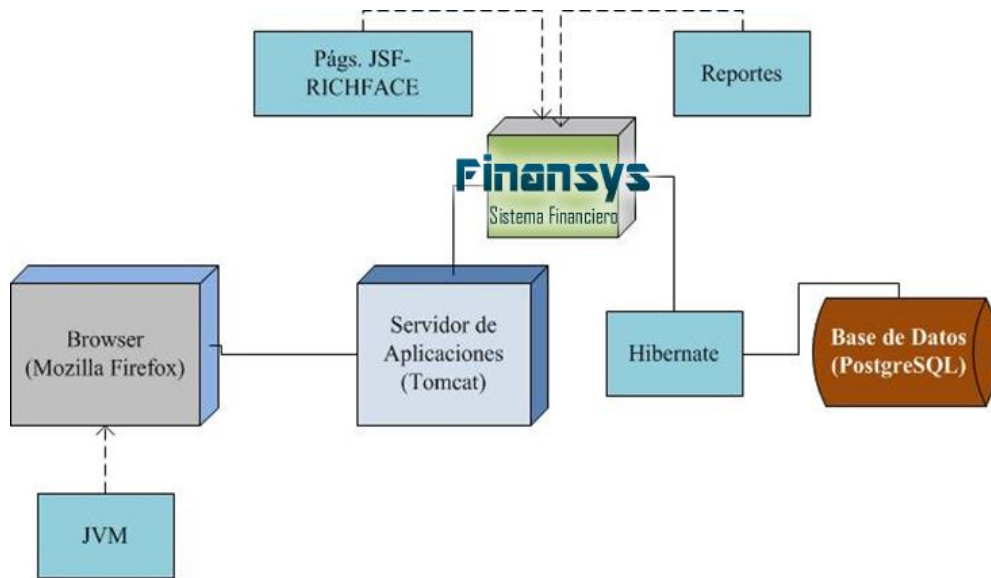 Págs. JSF-
RICHFACE
Reportes
Finansys
Sistema Financiero
Browser
(Mozilla Firefox)
Servidor de
Aplicaciones
(Tomcat)
Hibernate
Base de Datos
(PostgreSQL)
JVM